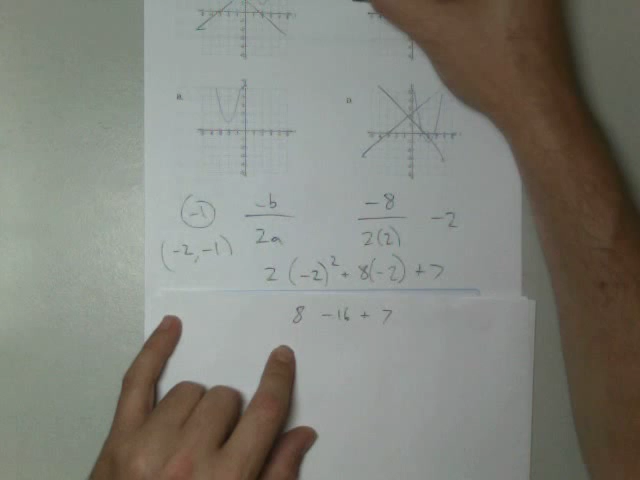 (-1) -b/2a -8/2(2) -2
(-2, -1)
2 (-2)² + 8(-2) + 7
8 -16 + 7